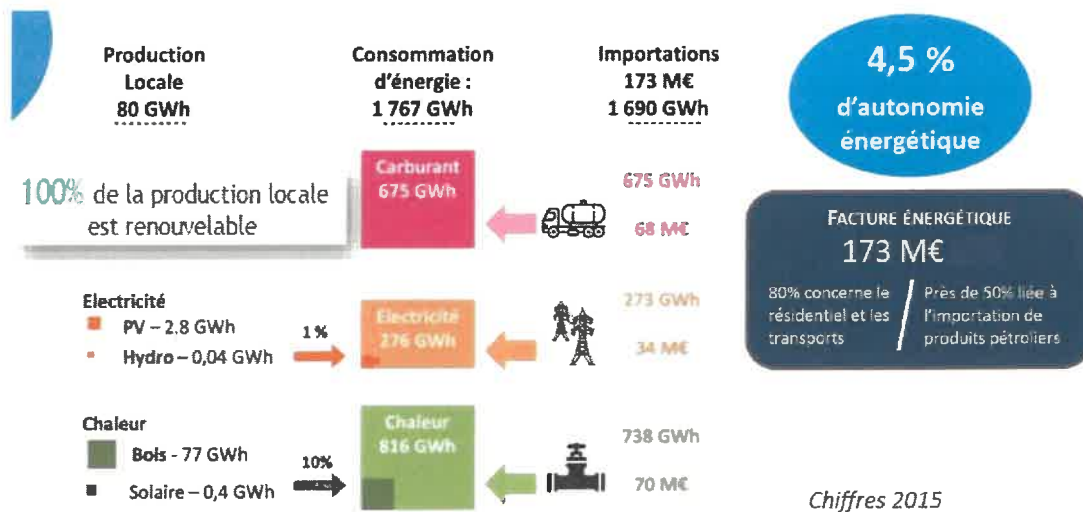 Production
Locale
80 GWh
Consommation
d'énergie :
1 767 GWh
Importations
173 M€
1 690 GWh
4,5 %
d'autonomie
énergétique
100% de la production locale
est renouvelable
Carburant
675 GWh
675 GWh
68 M€
FACTURE ÉNERGÉTIQUE
173 M€
80% concerne le
résidentiel et les
transports
Près de 50% liée à
l'importation de
produits pétroliers
Electricité
PV – 2,8 GWh
Hydro – 0,04 GWh
1 %
Electricité
276 GWh
273 GWh
34 M€
Chaleur
Bois - 77 GWh
Solaire – 0,4 GWh
10%
Chaleur
816 GWh
738 GWh
70 M€
Chiffres 2015